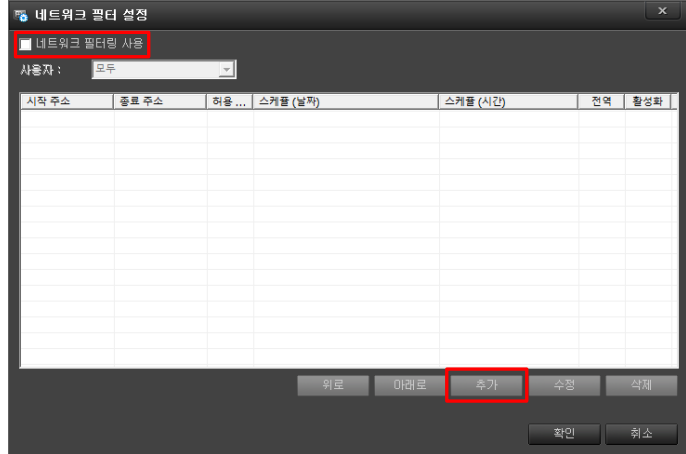 네트워크 필터 설정
네트워크 필터링 사용
사용자 : 모두
시작 주소 종료 주소 허용 ... 스케쥴 (날짜) 스케쥴 (시간) 전역 활성화
위로 아래로 추가 수정 삭제
확인 취소